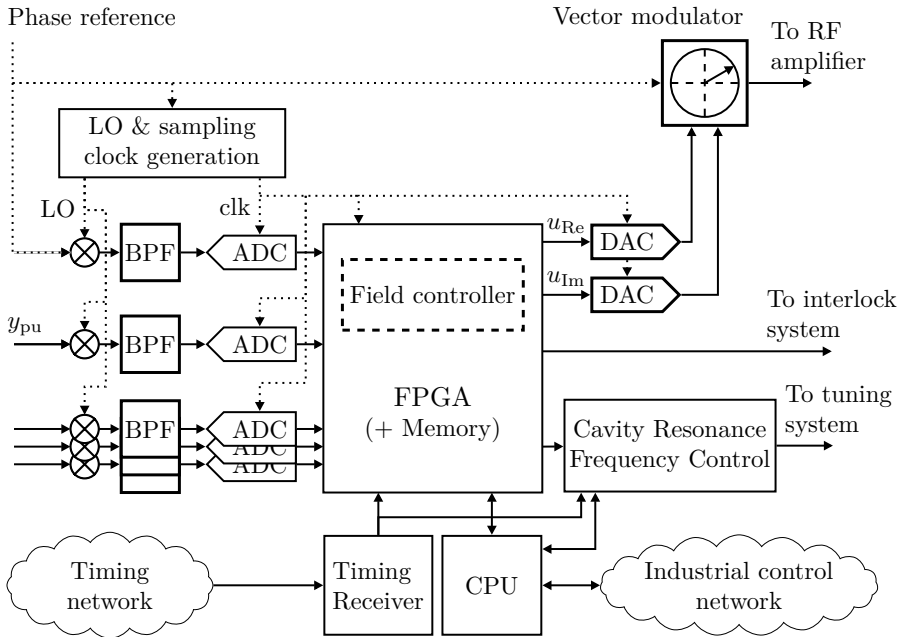 Phase reference
Vector modulator
To RF
amplifier
LO & sampling
clock generation
LO
clk
BPF
ADC
u_Re
DAC
u_Im
DAC
Field controller
To interlock
system
y_pu
BPF
ADC
FPGA
(+ Memory)
To tuning
system
BPF
ADC
ADC
ADC
Cavity Resonance
Frequency Control
Timing
network
Timing
Receiver
CPU
Industrial control
network